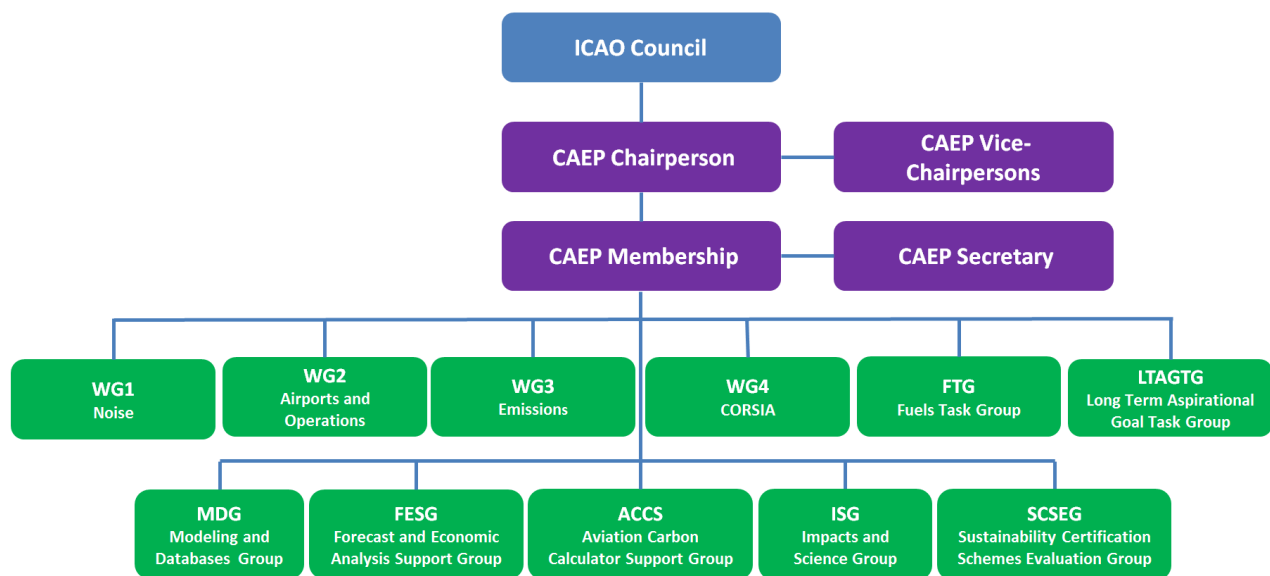 ICAO Council
CAEP Chairperson
CAEP Vice-
Chairpersons
CAEP Membership
CAEP Secretary
WG1
Noise
WG2
Airports and
Operations
WG3
Emissions
WG4
CORSIA
FTG
Fuels Task Group
LTAGTG
Long Term Aspirational
Goal Task Group
MDG
Modeling and
Databases Group
FESG
Forecast and Economic
Analysis Support Group
ACCS
Aviation Carbon
Calculator Support Group
ISG
Impacts and
Science Group
SCSEG
Sustainability Certification
Schemes Evaluation Group